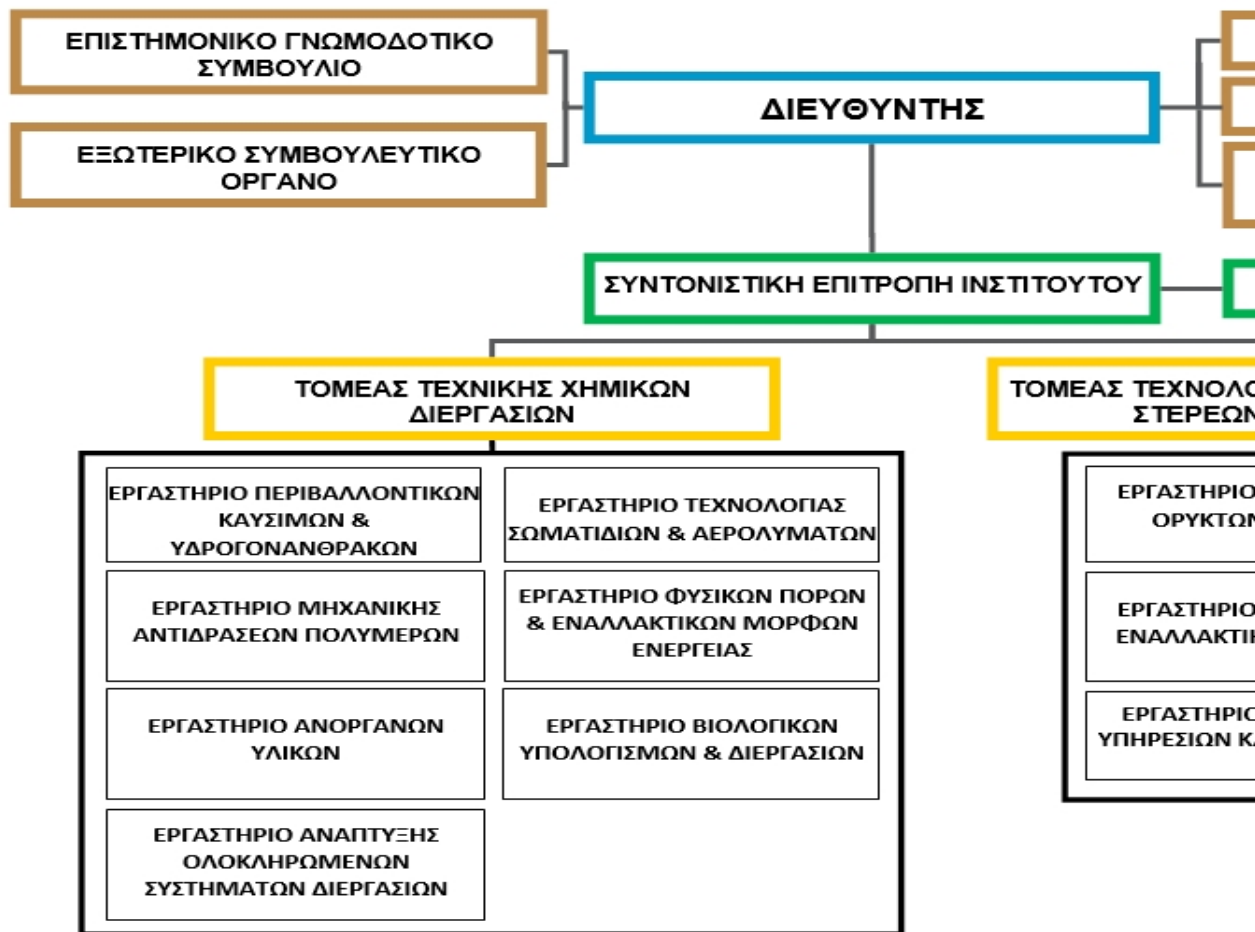 ΕΠΙΣΤΗΜΟΝΙΚΟ ΓΝΩΜΟΔΟΤΙΚΟ
ΣΥΜΒΟΥΛΙΟ
ΕΞΩΤΕΡΙΚΟ ΣΥΜΒΟΥΛΕΥΤΙΚΟ
ΟΡΓΑΝΟ
ΔΙΕΥΘΥΝΤΗΣ
ΣΥΝΤΟΝΙΣΤΙΚΗ ΕΠΙΤΡΟΠΗ ΙΝΣΤΙΤΟΥΤΟΥ
ΤΟΜΕΑΣ ΤΕΧΝΙΚΗΣ ΧΗΜΙΚΩΝ
ΔΙΕΡΓΑΣΙΩΝ
ΕΡΓΑΣΤΗΡΙΟ ΠΕΡΙΒΑΛΛΟΝΤΙΚΩΝ
ΚΑΥΣΙΜΩΝ &
ΥΔΡΟΓΟΝΑΝΘΡΑΚΩΝ
ΕΡΓΑΣΤΗΡΙΟ ΤΕΧΝΟΛΟΓΙΑΣ
ΣΩΜΑΤΙΔΙΩΝ & ΑΕΡΟΛΥΜΑΤΩΝ
ΕΡΓΑΣΤΗΡΙΟ ΜΗΧΑΝΙΚΗΣ
ΑΝΤΙΔΡΑΣΕΩΝ ΠΟΛΥΜΕΡΩΝ
ΕΡΓΑΣΤΗΡΙΟ ΦΥΣΙΚΩΝ ΠΟΡΩΝ
& ΕΝΑΛΛΑΚΤΙΚΩΝ ΜΟΡΦΩΝ
ΕΝΕΡΓΕΙΑΣ
ΕΡΓΑΣΤΗΡΙΟ ΑΝΟΡΓΑΝΩΝ
ΥΛΙΚΩΝ
ΕΡΓΑΣΤΗΡΙΟ ΒΙΟΛΟΓΙΚΩΝ
ΥΠΟΛΟΓΙΣΜΩΝ & ΔΙΕΡΓΑΣΙΩΝ
ΕΡΓΑΣΤΗΡΙΟ ΑΝΑΠΤΥΞΗΣ
ΟΛΟΚΛΗΡΩΜΕΝΩΝ
ΣΥΣΤΗΜΑΤΩΝ ΔΙΕΡΓΑΣΙΩΝ
ΤΟΜΕΑΣ
ΕΡΓΑΣΤΗΡΙΟ
ΕΡΓΑΣΤΗΡΙΟ
ΕΡΓΑΣΤΗΡΙΟ
ΥΠΗΡΕΣΙΩΝ